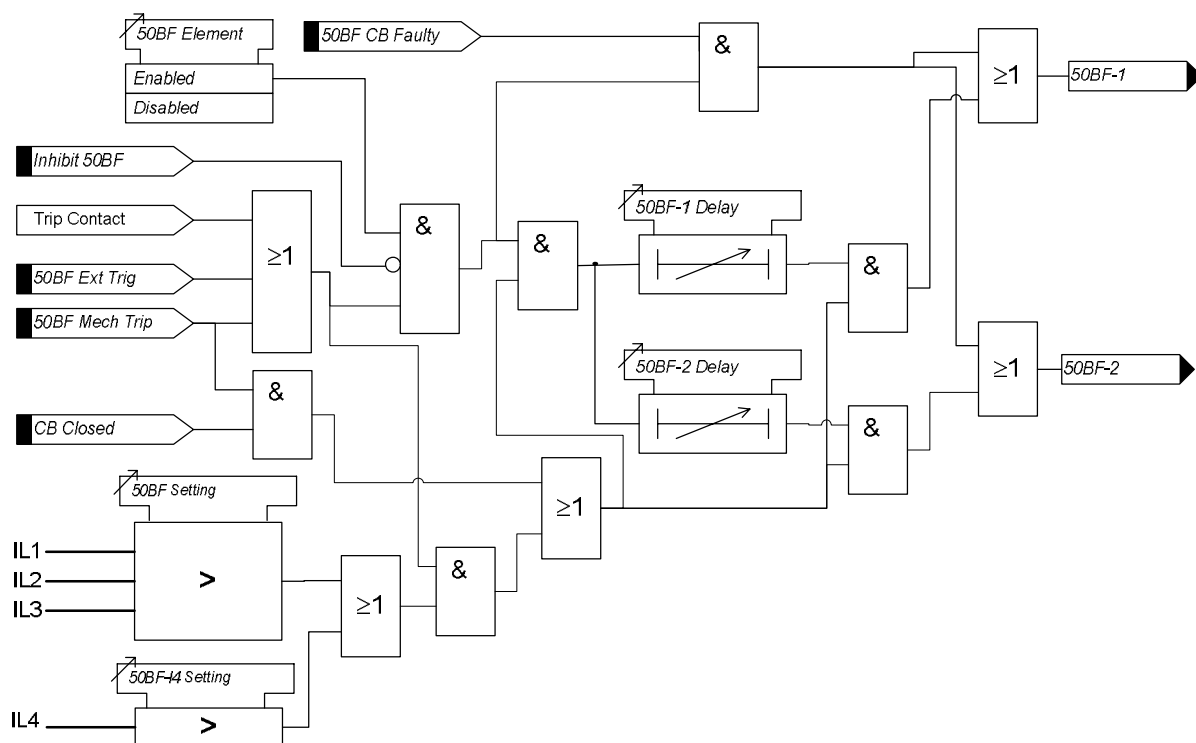 50BF Element
Enabled
Disabled
50BF CB Faulty
&
≥1
50BF-1
Inhibit 50BF
Trip Contact
50BF Ext Trig
50BF Mech Trip
≥1
&
&
50BF-1 Delay
&
50BF-2 Delay
&
≥1
50BF-2
CB Closed
&
50BF Setting
IL1
IL2
IL3
>
≥1
&
≥1
50BF-I4 Setting
IL4
>